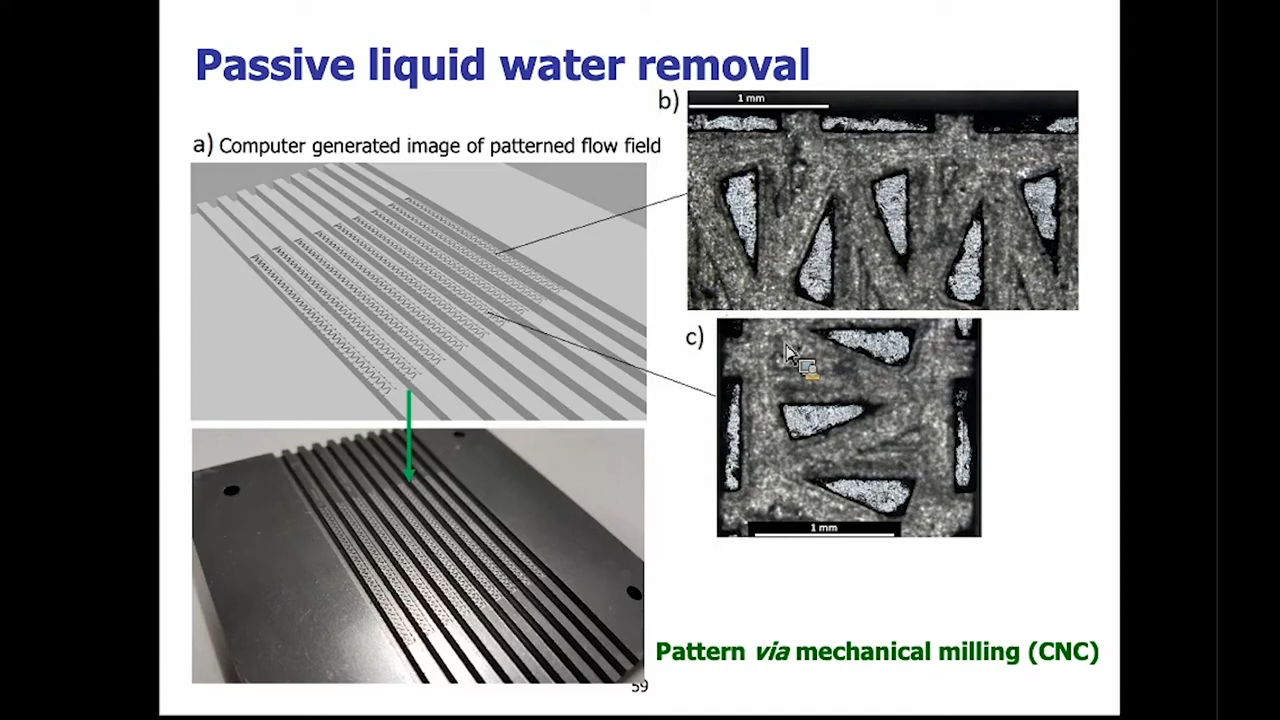 Passive liquid water removal
b)
1 mm
a) Computer generated image of patterned flow field
c)
1 mm
Pattern via mechanical milling (CNC)
59